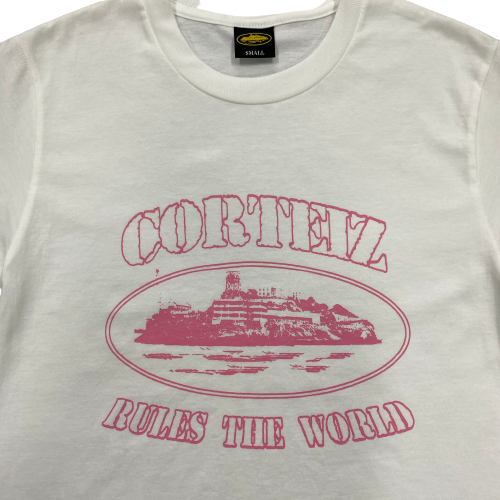 SMALL
CORTEIZ
RULES THE WORLD